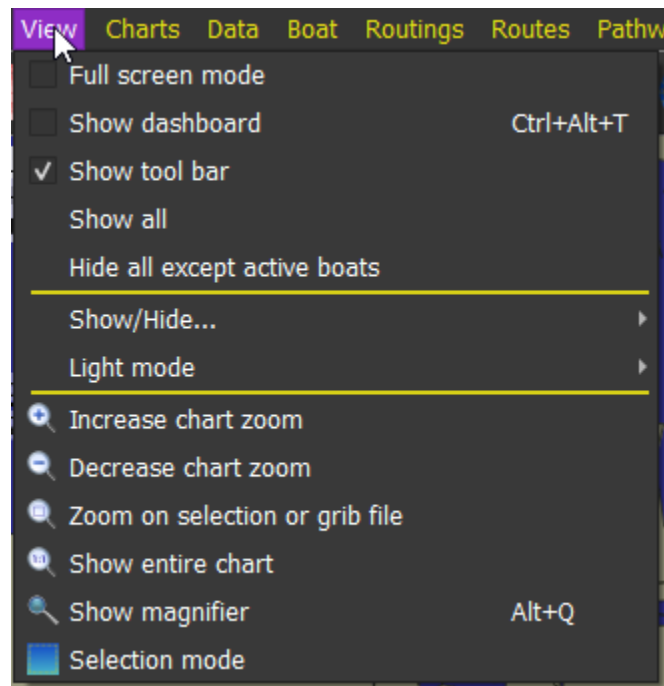 View Charts Data Boat Routings Routes
Full screen mode
Show dashboard Ctrl+Alt+T
Show tool bar
Show all
Hide all except active boats
Show/Hide...
Light mode
Increase chart zoom
Decrease chart zoom
Zoom on selection or grib file
Show entire chart
Show magnifier Alt+Q
Selection mode